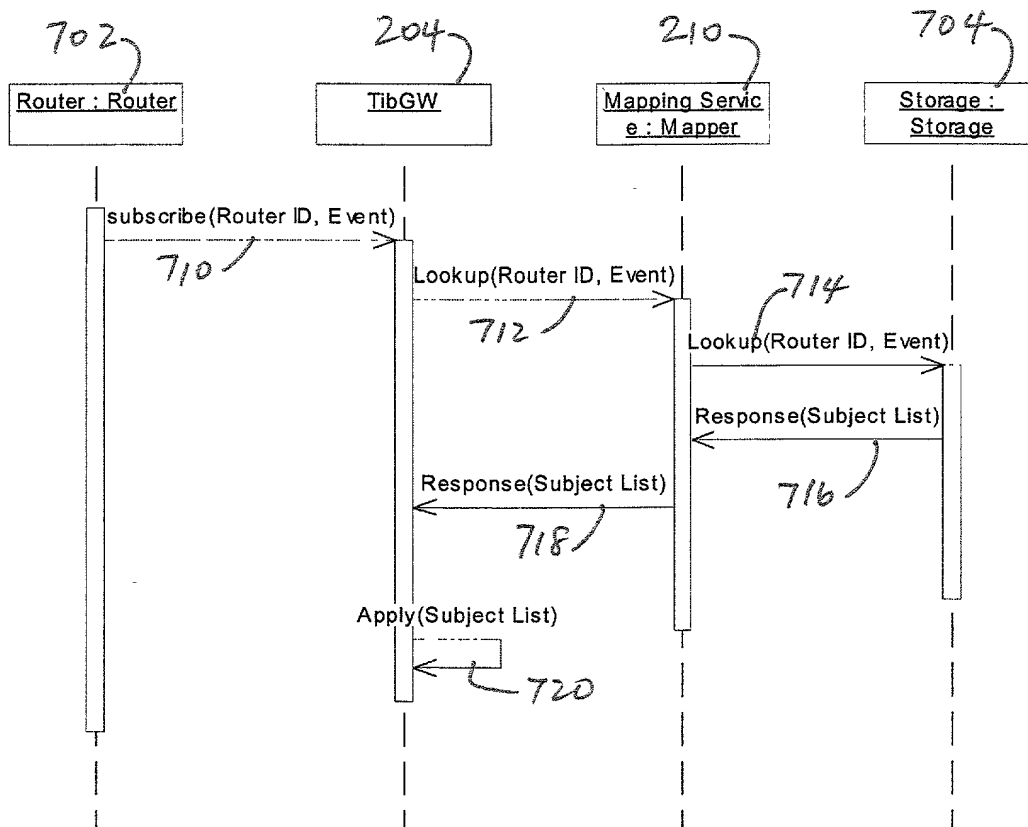 702
204
210
704
Router : Router
TibGW
Mapping Servic
e : Mapper
Storage :
Storage
subscribe(Router ID, Event)
710
Lookup(Router ID, Event)
712
714
Lookup(Router ID, Event)
Response(Subject List)
716
Response(Subject List)
718
Apply(Subject List)
720